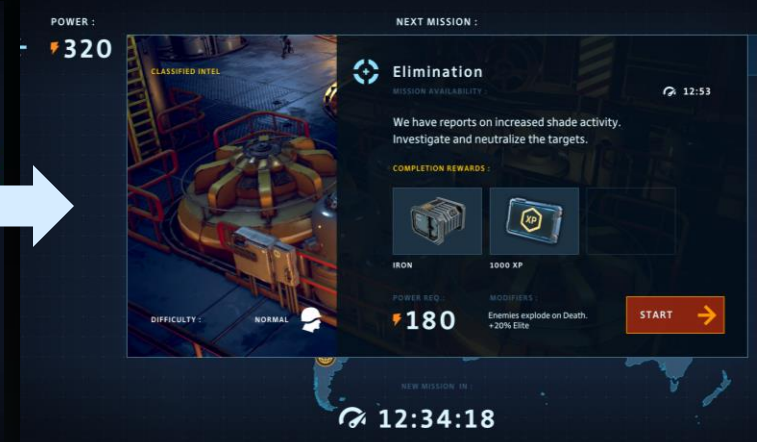 POWER :
320
NEXT MISSION :
CLASSIFIED INTEL
Elimination
MISSION AVAILABILITY :
12:53
We have reports on increased shade activity.
Investigate and neutralize the targets.
COMPLETION REWARDS :
XP
IRON
1000 XP
POWER REQ :
180
MODIFIERS :
Enemies explode on Death.
+20% Elite
START
DIFFICULTY :
NORMAL
NEW MISSION IN :
12:34:18